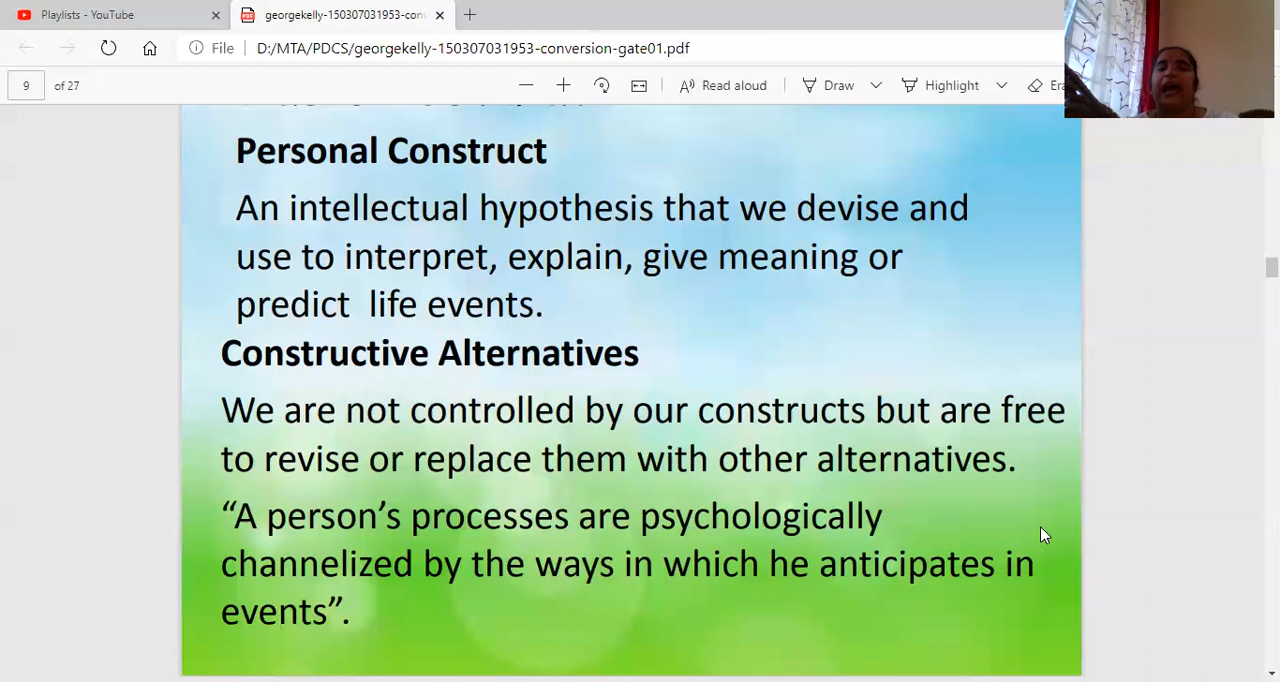 Playlists - YouTube
georgekelly-150307031953-con
File
D:/MTA/PDCS/georgekelly-150307031953-conversion-gate01.pdf
9 of 27
Read aloud
Draw
Highlight
Era
Personal Construct
An intellectual hypothesis that we devise and
use to interpret, explain, give meaning or
predict life events.
Constructive Alternatives
We are not controlled by our constructs but are free
to revise or replace them with other alternatives.
“A person’s processes are psychologically
channelized by the ways in which he anticipates in
events”.